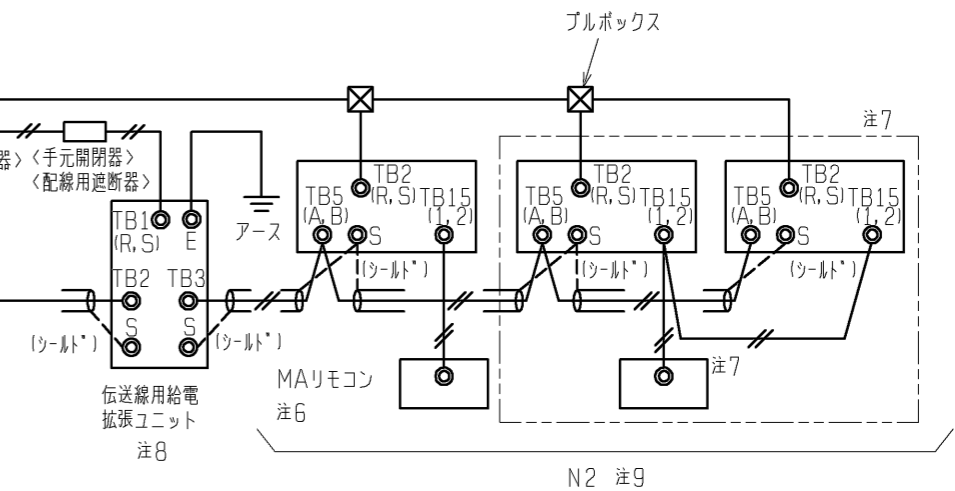 プルボックス
注7
器〉〈手元開閉器〉
〈配線用遮断器〉
アース
TB1
(R,S)
E
TB2
TB3
S
S
(シールド)
(シールド)
伝送線用給電
拡張ユニット
注8
TB2
(R,S)
TB5
(A,B)
S
TB15
(1,2)
(シールド)
MAリモコン
注6
TB2
(R,S)
TB5
(A,B)
S
TB15
(1,2)
(シールド)
注7
TB2
(R,S)
TB5
(A,B)
S
TB15
(1,2)
(シールド)
N2 注9